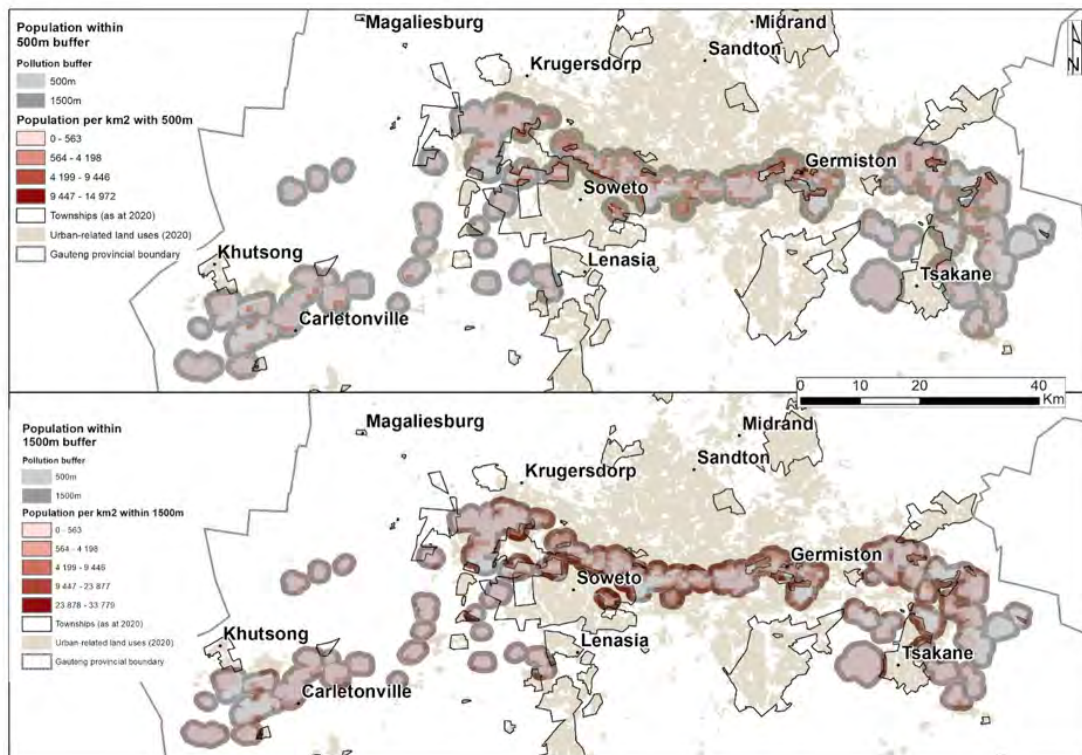 Population within
500m buffer
Pollution buffer
500m
1500m
Population per km2 with 500m
0 - 563
564 - 4 198
4 199 - 9 446
9 447 - 14 972
Townships (as at 2020)
Urban-related land uses (2020)
Gauteng provincial boundary
Magaliesburg
Midrand
Sandton
Krugersdorp
Germiston
Soweto
Lenasia
Khutsong
Tsakane
Carletonville
N
0 10 20 40
Km
Population within
1500m buffer
Pollution buffer
500m
1500m
Population per km2 within 1500m
0 - 563
564 - 4 198
4 199 - 9 446
9 447 - 23 877
23 878 - 33 779
Townships (as at 2020)
Urban-related land uses (2020)
Gauteng provincial boundary
Magaliesburg
Midrand
Sandton
Krugersdorp
Germiston
Soweto
Lenasia
Khutsong
Tsakane
Carletonville